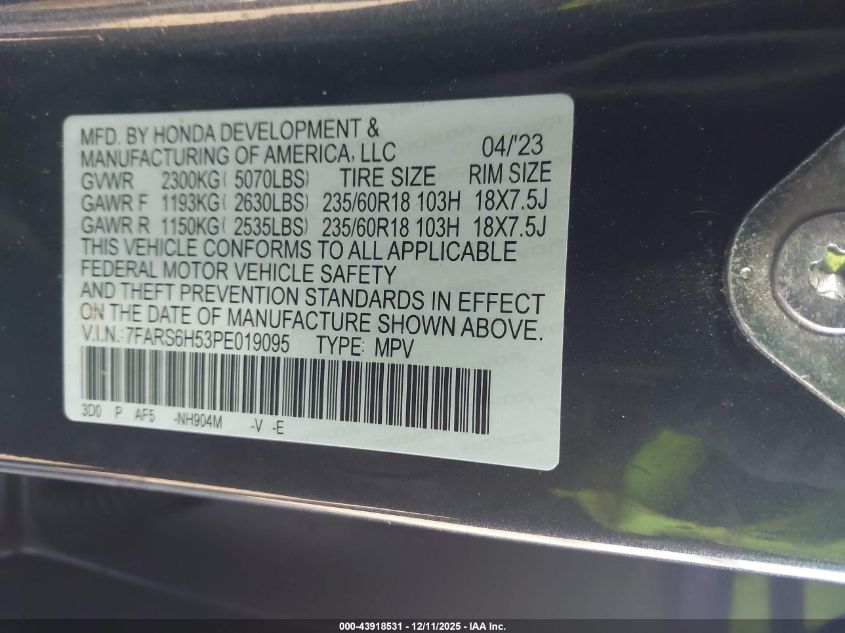 MFD. BY HONDA DEVELOPMENT &
MANUFACTURING OF AMERICA, LLC 04/'23
GVWR 2300KG( 5070LBS) TIRE SIZE RIM SIZE
GAWR F 1193KG( 2630LBS) 235/60R18 103H 18X7.5J
GAWR R 1150KG( 2535LBS) 235/60R18 103H 18X7.5J
THIS VEHICLE CONFORMS TO ALL APPLICABLE
FEDERAL MOTOR VEHICLE SAFETY
AND THEFT PREVENTION STANDARDS IN EFFECT
ON THE DATE OF MANUFACTURE SHOWN ABOVE.
V.I.N.:7FARS6H53PE019095 TYPE: MPV
3D0 P AF5 -NH904M -V -E
000-43918531 - 12/11/2025 - IAA Inc.